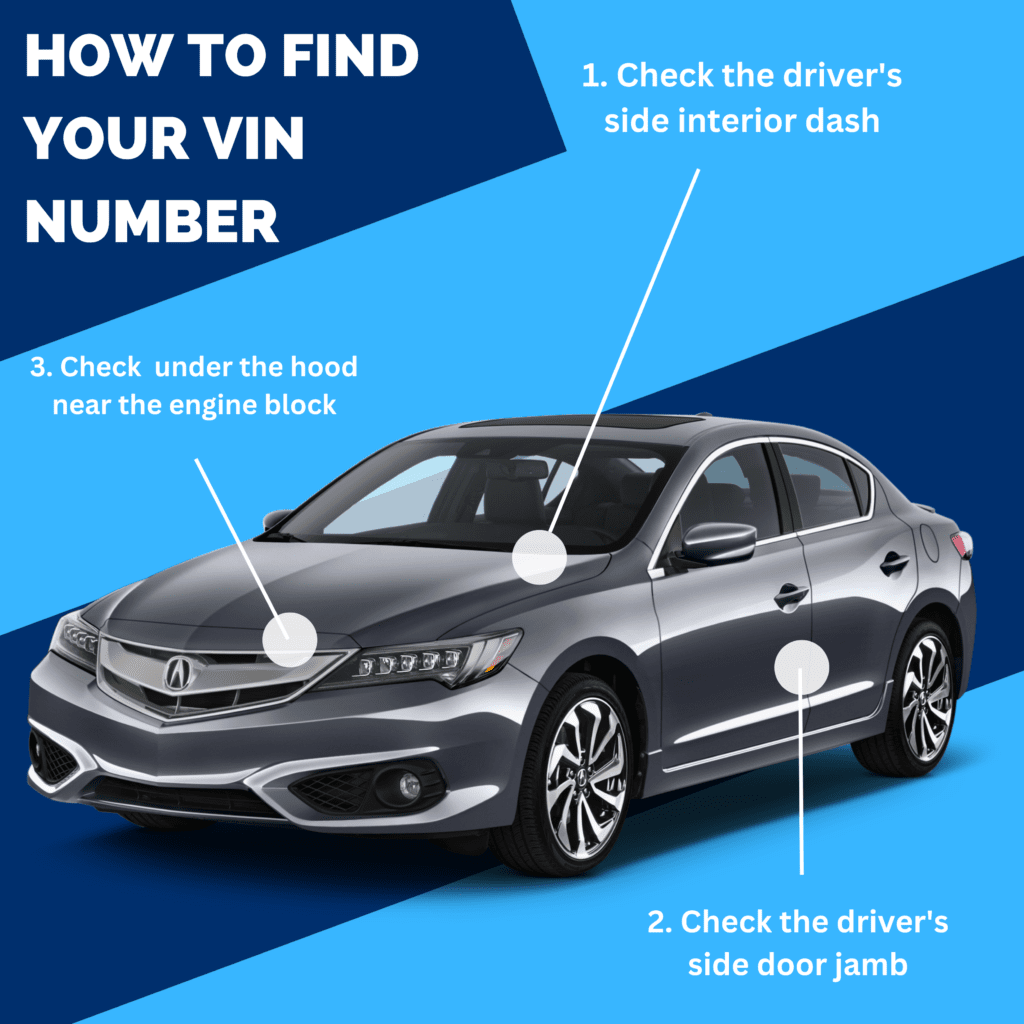 HOW TO FIND
YOUR VIN
NUMBER
1. Check the driver's
side interior dash
3. Check  under the hood
near the engine block
2. Check the driver's
side door jamb